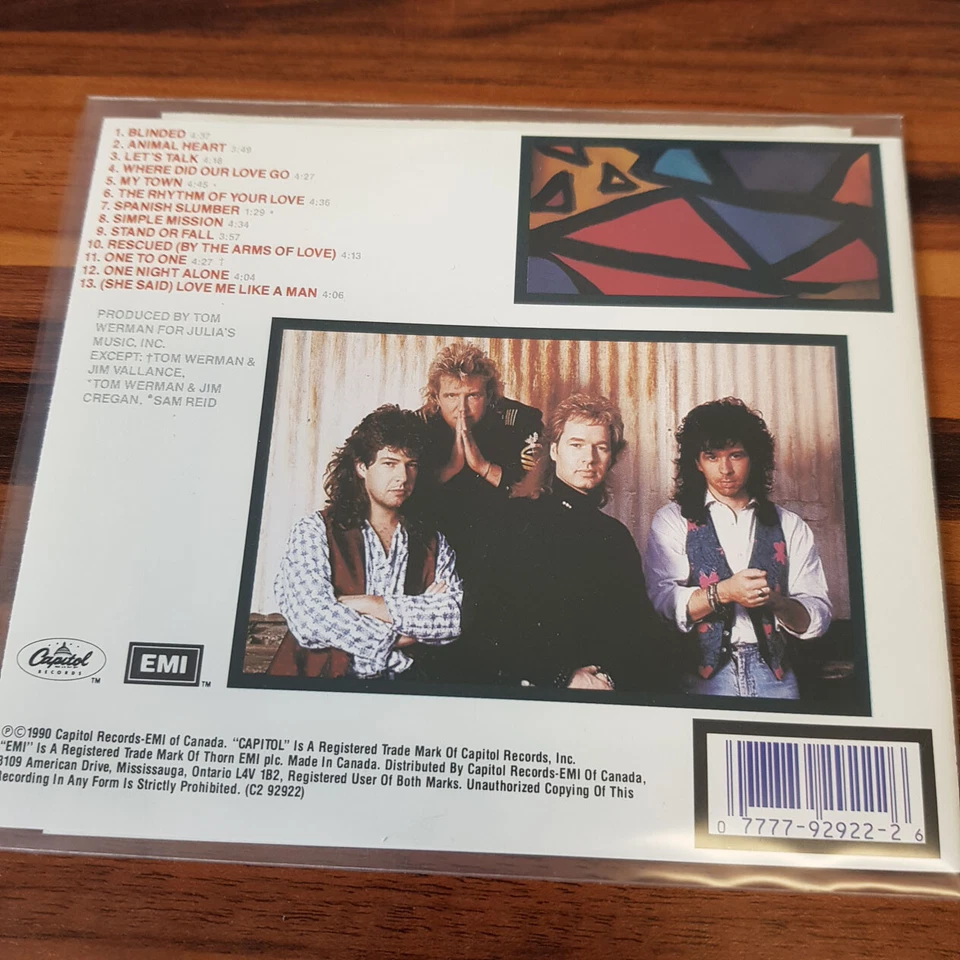 1. BLINDED 4:37
2. ANIMAL HEART 3:49
3. LET'S TALK 4:18
4. WHERE DID OUR LOVE GO 4:27
5. MY TOWN 4:45 *
6. THE RHYTHM OF YOUR LOVE 4:35
7. SPANISH SLUMBER 1:29 *
8. SIMPLE MISSION 4:34
9. STAND OR FALL 3:57
10. RESCUED (BY THE ARMS OF LOVE) 4:13
11. ONE TO ONE 4:27 †
12. ONE NIGHT ALONE 4:04
13. (SHE SAID) LOVE ME LIKE A MAN 4:06
PRODUCED BY TOM
WERMAN FOR JULIA'S
MUSIC, INC.
EXCEPT: †TOM WERMAN &
JIM VALLANCE,
*TOM WERMAN & JIM
CREGAN, *SAM REID
Capitol
RECORDS
TM
EMI
TM
℗©1990 Capitol Records-EMI of Canada. "CAPITOL" Is A Registered Trade Mark Of Capitol Records, Inc.
"EMI" Is A Registered Trade Mark Of Thorn EMI plc. Made In Canada. Distributed By Capitol Records-EMI Of Canada,
3109 American Drive, Mississauga, Ontario L4V 1B2, Registered User Of Both Marks. Unauthorized Copying Of This
Recording In Any Form Is Strictly Prohibited. (C2 92922)
0 7777-92922-2 6